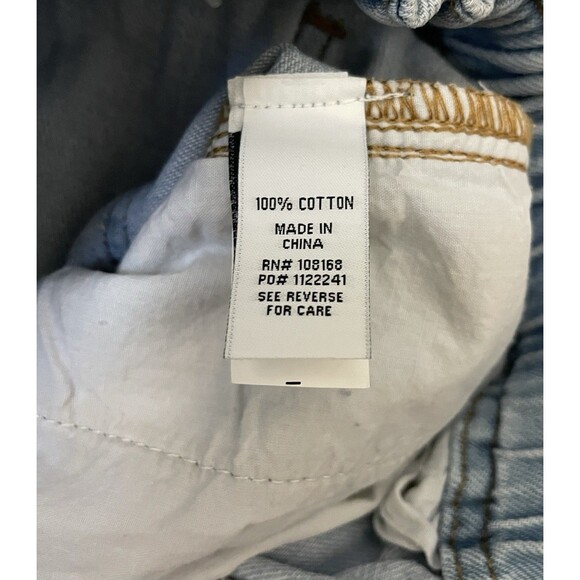 100% COTTON
MADE IN
CHINA
RN# 108168
PO# 1122241
SEE REVERSE
FOR CARE